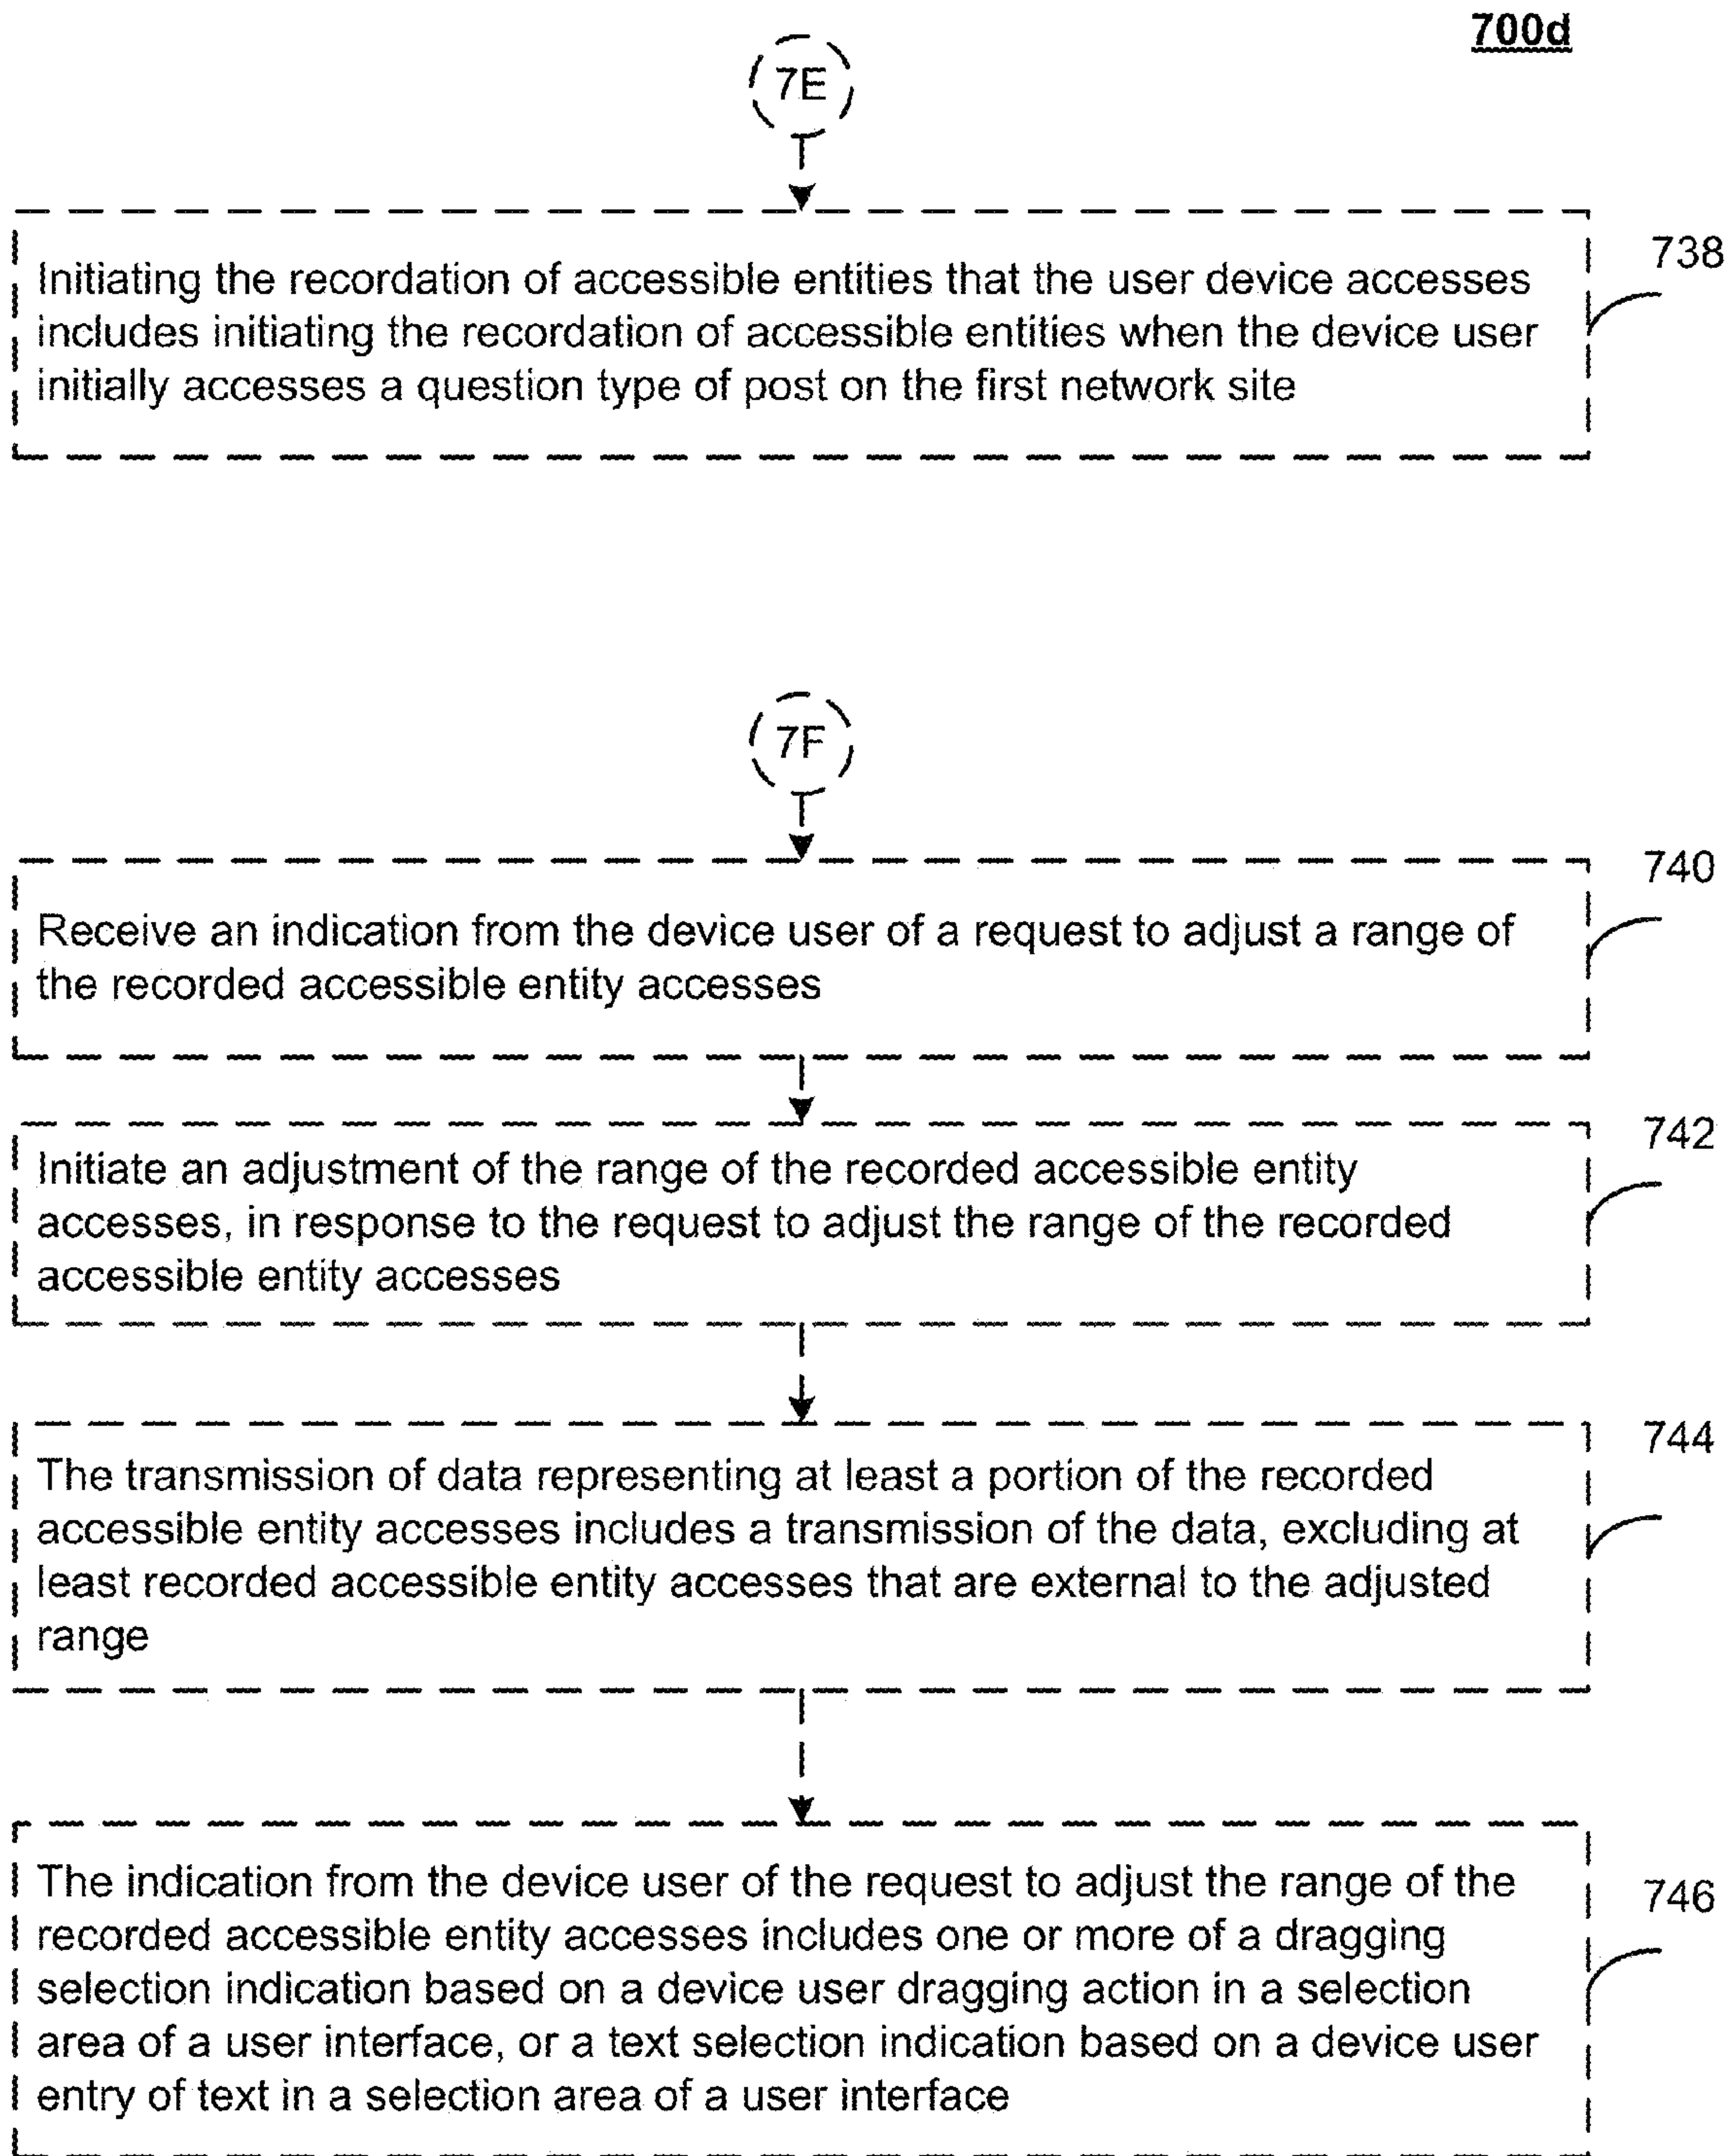 700d
7E
738
Initiating the recordation of accessible entities that the user device accesses
includes initiating the recordation of accessible entities when the device user
initially accesses a question type of post on the first network site
7F
740
Receive an indication from the device user of a request to adjust a range of
the recorded accessible entity accesses
742
Initiate an adjustment of the range of the recorded accessible entity
accesses, in response to the request to adjust the range of the recorded
accessible entity accesses
744
The transmission of data representing at least a portion of the recorded
accessible entity accesses includes a transmission of the data, excluding at
least recorded accessible entity accesses that are external to the adjusted
range
746
The indication from the device user of the request to adjust the range of the
recorded accessible entity accesses includes one or more of a dragging
selection indication based on a device user dragging action in a selection
area of a user interface, or a text selection indication based on a device user
entry of text in a selection area of a user interface